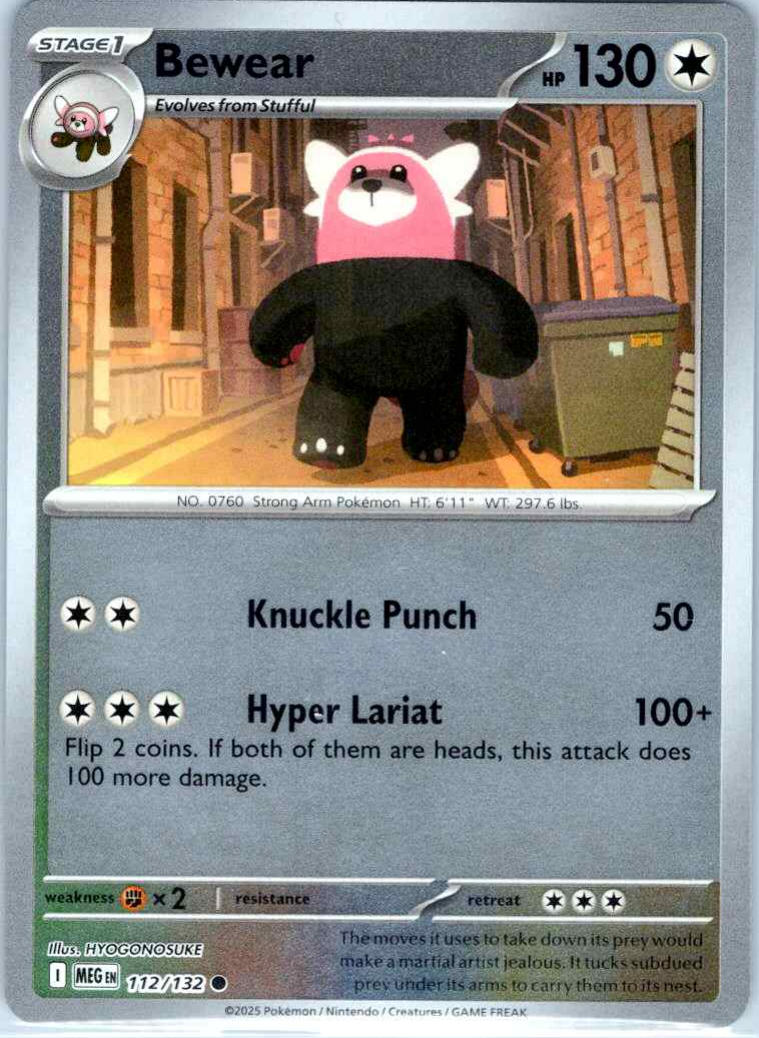 STAGE 1
Bewear
HP 130
Evolves from Stufful
NO. 0760 Strong Arm Pokémon HT: 6'11" WT: 297.6 lbs.
Knuckle Punch 50
Hyper Lariat 100+
Flip 2 coins. If both of them are heads, this attack does
100 more damage.
weakness ×2 resistance retreat
Illus. HYOGONOSUKE
I MEG EN 112/132
The moves it uses to take down its prey would
make a martial artist jealous. It tucks subdued
prey under its arms to carry them to its nest.
©2025 Pokémon / Nintendo / Creatures / GAME FREAK